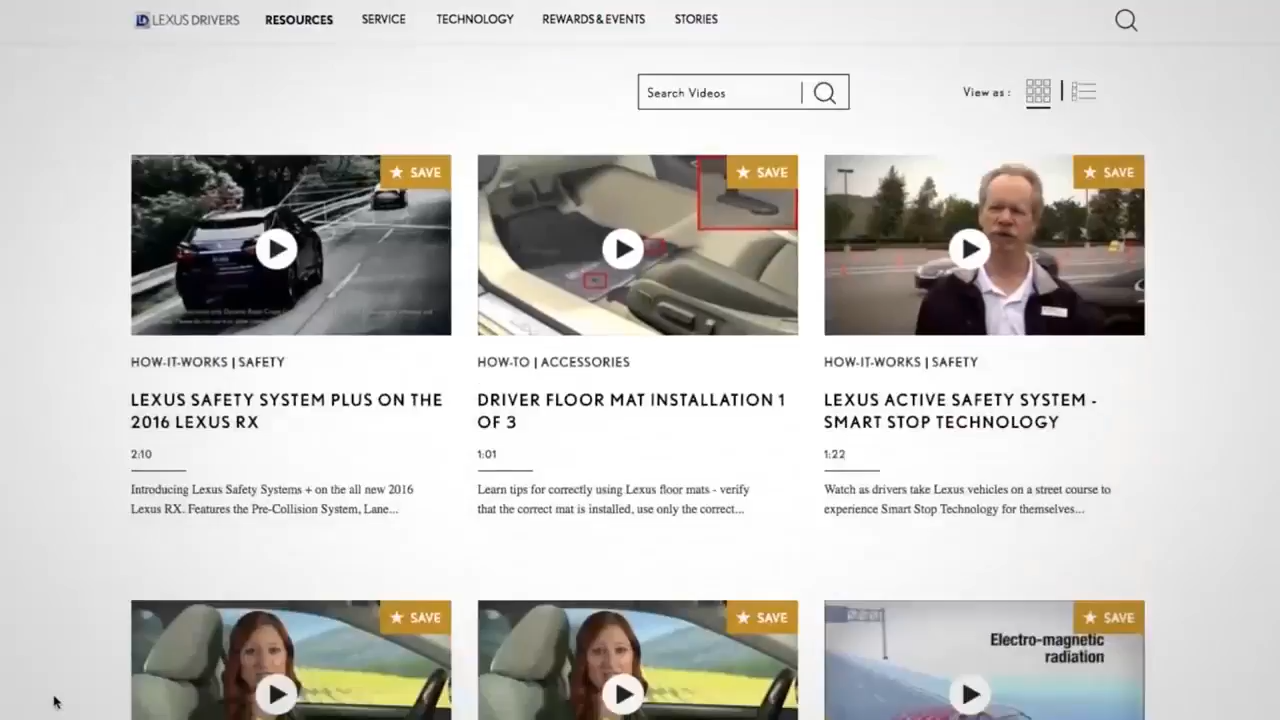 LD LEXUS DRIVERS RESOURCES SERVICE TECHNOLOGY REWARDS & EVENTS STORIES
Search Videos
View as :
SAVE
SAVE
SAVE
HOW-IT-WORKS | SAFETY
LEXUS SAFETY SYSTEM PLUS ON THE
2016 LEXUS RX
2:10
Introducing Lexus Safety Systems + on the all new 2016
Lexus RX. Features the Pre-Collision System, Lane...
HOW-TO | ACCESSORIES
DRIVER FLOOR MAT INSTALLATION 1
OF 3
1:01
Learn tips for correctly using Lexus floor mats - verify
that the correct mat is installed, use only the correct...
HOW-IT-WORKS | SAFETY
LEXUS ACTIVE SAFETY SYSTEM -
SMART STOP TECHNOLOGY
1:22
Watch as drivers take Lexus vehicles on a street course to
experience Smart Stop Technology for themselves...
SAVE
SAVE
SAVE
Electro-magnetic
radiation